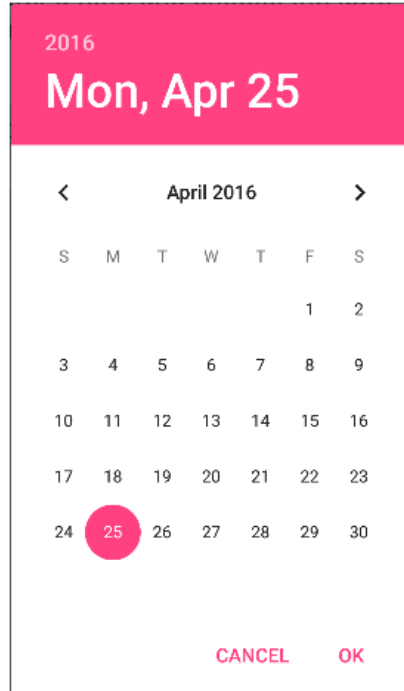 2016
Mon, Apr 25
April 2016
S M T W T F S
1 2
3 4 5 6 7 8 9
10 11 12 13 14 15 16
17 18 19 20 21 22 23
24 25 26 27 28 29 30
CANCEL OK